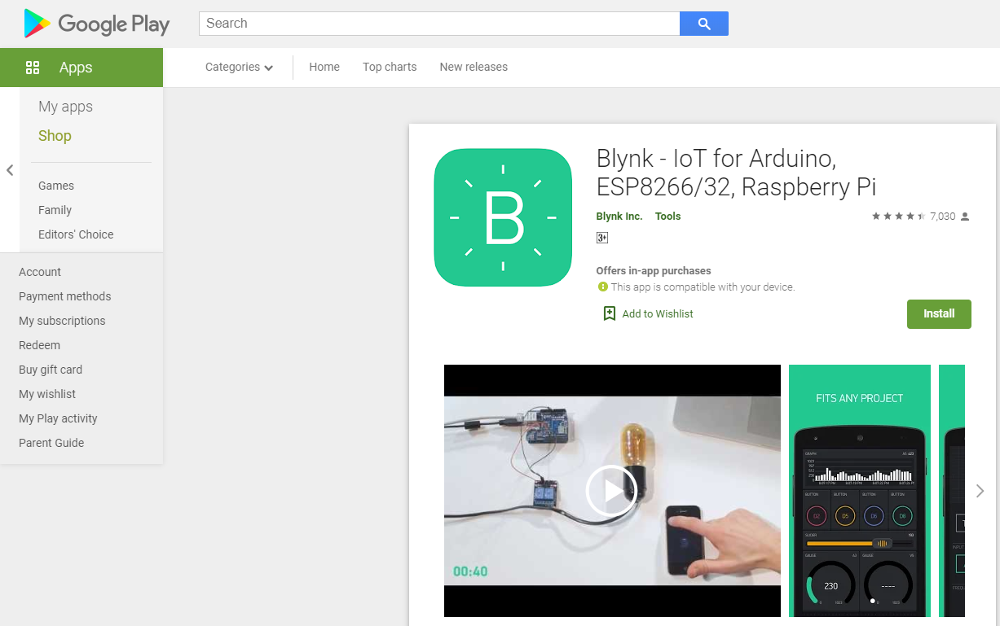 Google Play
Search
Apps
Categories
Home
Top charts
New releases
My apps
Shop
Games
Family
Editors' Choice
Account
Payment methods
My subscriptions
Redeem
Buy gift card
My wishlist
My Play activity
Parent Guide
B
Blynk - IoT for Arduino,
ESP8266/32, Raspberry Pi
Blynk Inc. Tools
7,030
3+
Offers in-app purchases
This app is compatible with your device.
Add to Wishlist
Install
00:40
FITS ANY PROJECT
GRAPH
BUTTON BUTTON BUTTON BUTTON
D2 D5 D6 D8
SLIDER
GAUGE GAUGE
230 ----
0 1023 0 1023